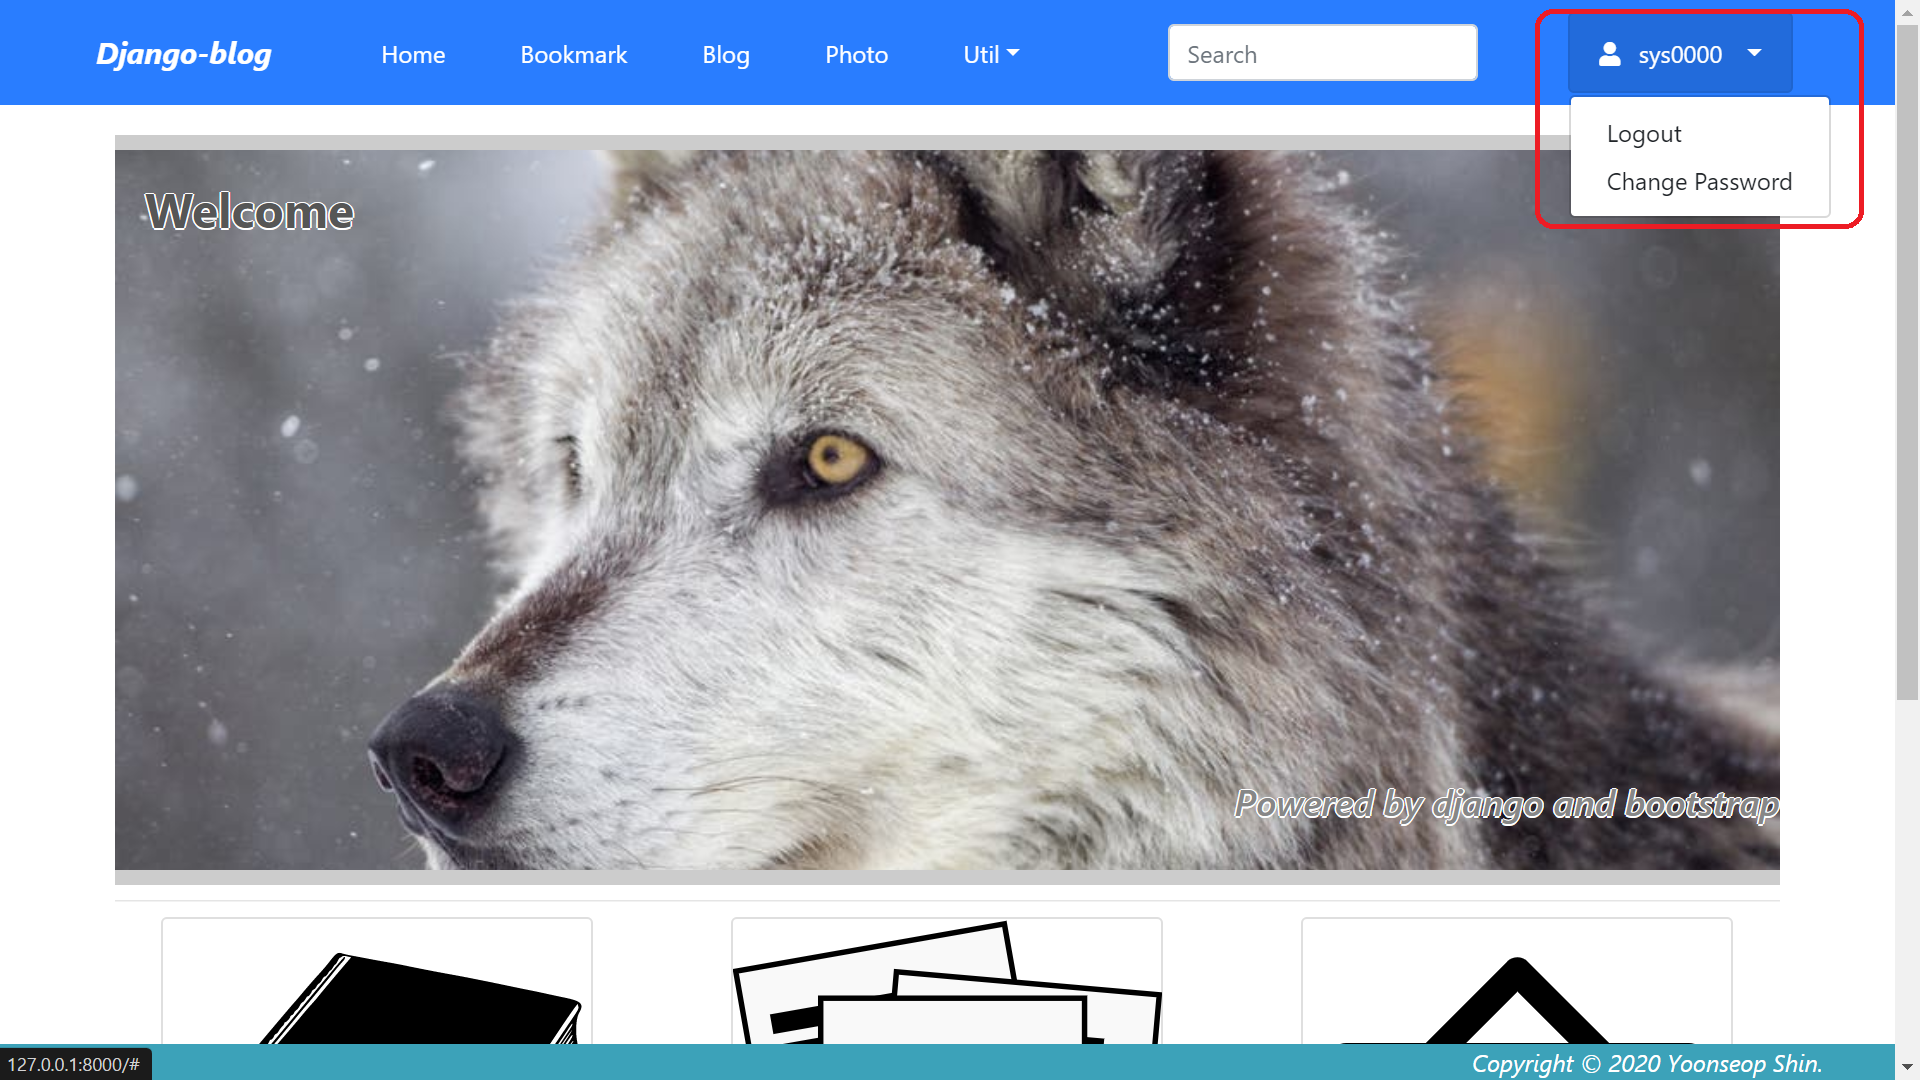 Django-blog Home Bookmark Blog Photo Util Search sys0000
Logout
Change Password
Welcome
Powered by django and bootstrap
127.0.0.1:8000/#
Copyright © 2020 Yoonseop Shin.